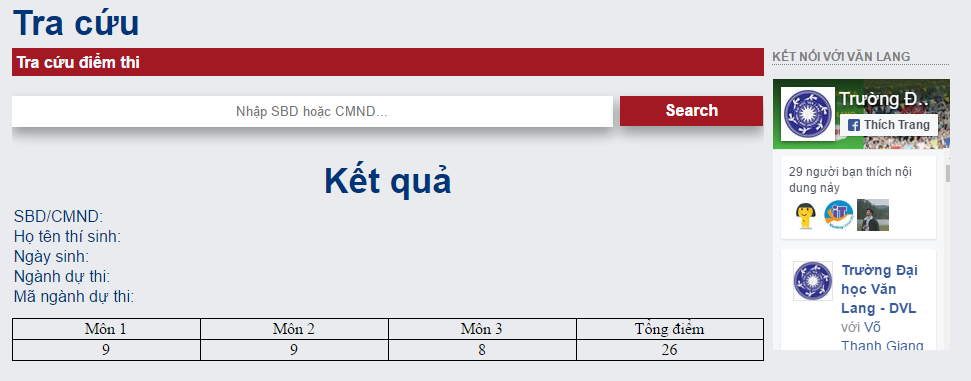 Tra cứu
Tra cứu điểm thi
Nhập SBD hoặc CMND...
Search
Kết quả
SBD/CMND:
Họ tên thí sinh:
Ngày sinh:
Ngành dự thi:
Mã ngành dự thi:
Môn 1 Môn 2 Môn 3 Tổng điểm
9 9 8 26
KẾT NỐI VỚI VĂN LANG
Trường Đ..
Thích Trang
29 người bạn thích nội
dung này
Trường Đại
học Văn
Lang - DVL
với Võ
Thanh Giang